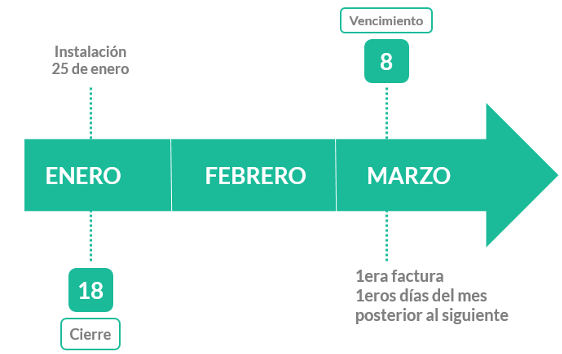 Vencimiento
8
Instalación
25 de enero
ENERO
FEBRERO
MARZO
18
Cierre
1era factura
1eros días del mes
posterior al siguiente